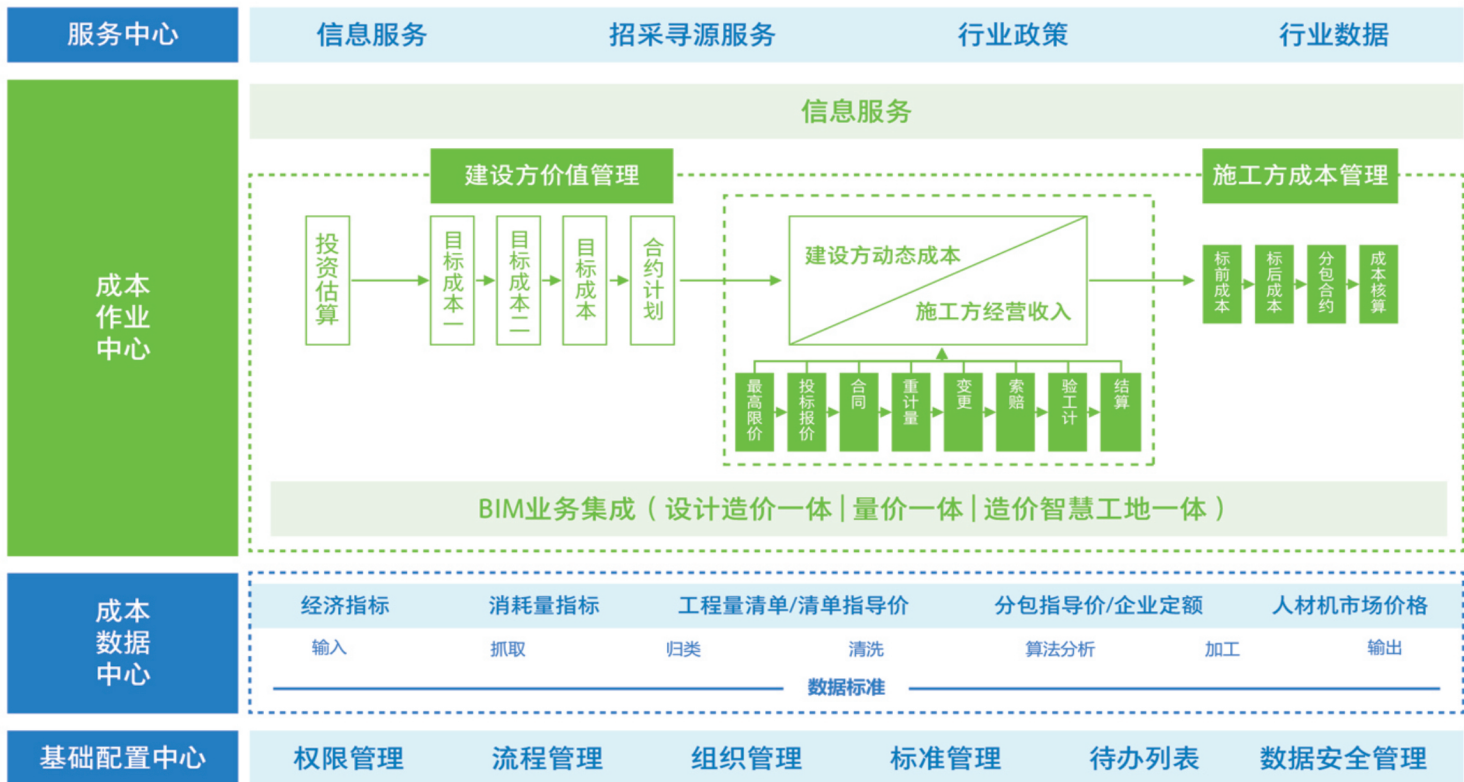 服务中心
信息服务
招采寻源服务
行业政策
行业数据
成本
作业
中心
信息服务
建设方价值管理
施工方成本管理
投资估算
目标成本一
目标成本二
目标成本
合约计划
建设方动态成本
施工方经营收入
标前成本
标后成本
分包合约
成本核算
最高限价
投标报价
合同
重计量
变更
索赔
验工计
结算
BIM业务集成（设计造价一体|量价一体|造价智慧工地一体）
成本
数据
中心
经济指标
消耗量指标
工程量清单/清单指导价
分包指导价/企业定额
人材机市场价格
输入
抓取
归类
清洗
算法分析
加工
输出
数据标准
基础配置中心
权限管理
流程管理
组织管理
标准管理
待办列表
数据安全管理